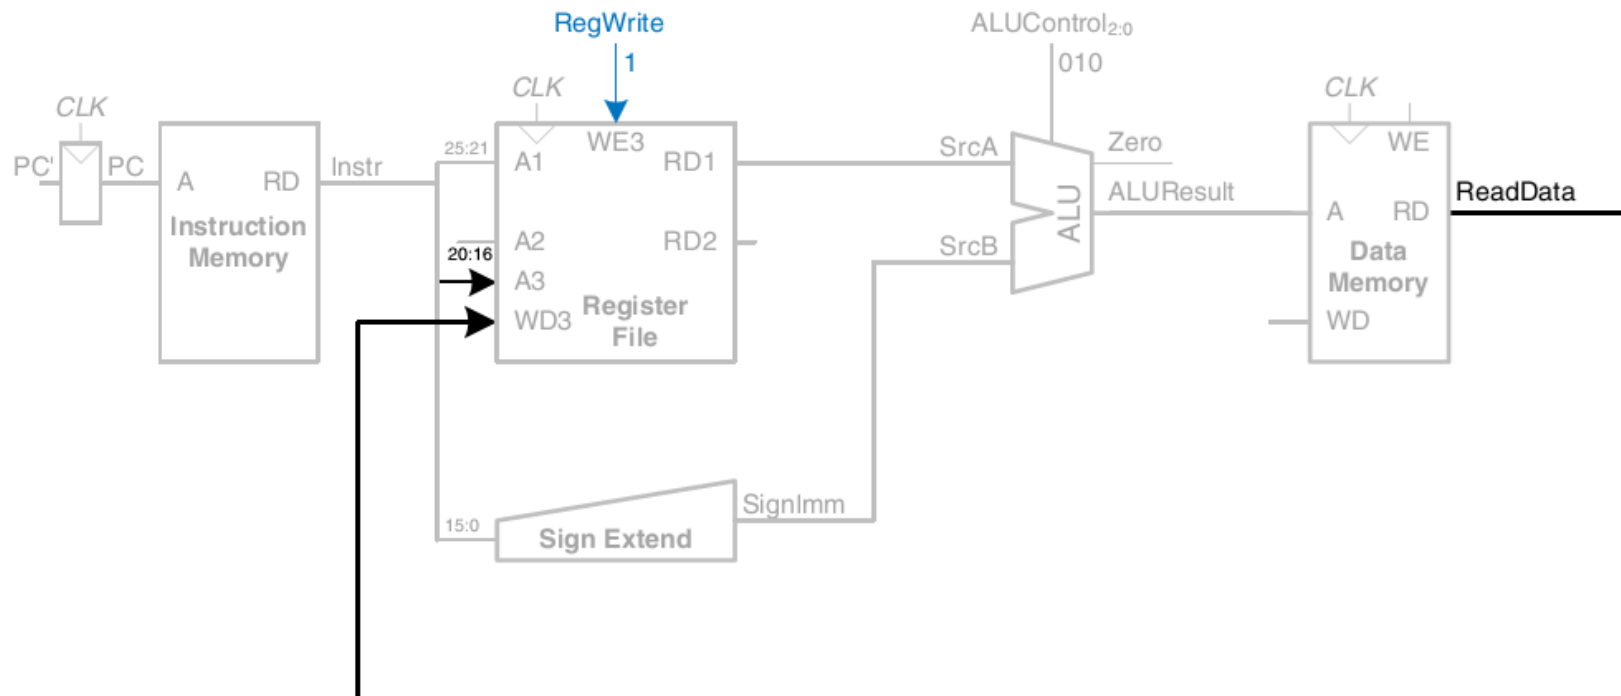 RegWrite
ALUControl2:0
1
010
CLK
CLK
CLK
PC'
PC
A
RD
Instr
Instruction
Memory
25:21
A1
WE3
RD1
A2
RD2
20:16
A3
WD3
Register
File
SrcA
SrcB
ALU
Zero
ALUResult
WE
A
RD
Data
Memory
WD
ReadData
15:0
Sign Extend
SignImm